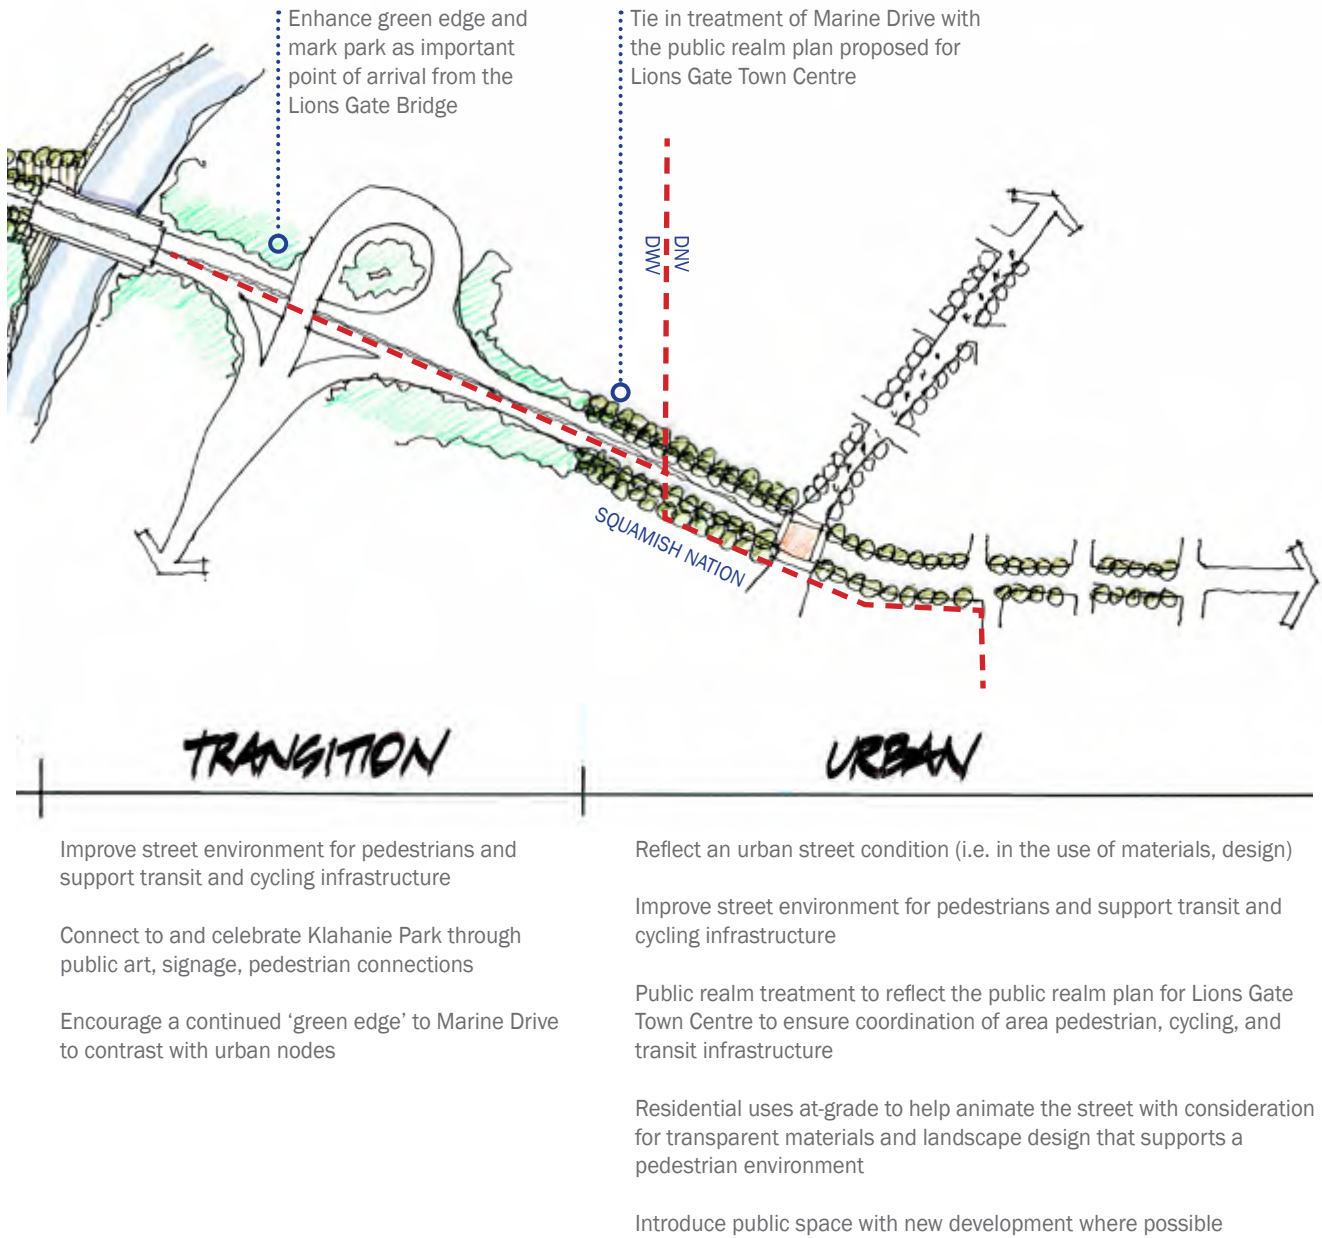 Enhance green edge and
mark park as important
point of arrival from the
Lions Gate Bridge
Tie in treatment of Marine Drive with
the public realm plan proposed for
Lions Gate Town Centre
DWV
DNV
SQUAMISH NATION
TRANSITION
URBAN
Improve street environment for pedestrians and
support transit and cycling infrastructure
Connect to and celebrate Klahanie Park through
public art, signage, pedestrian connections
Encourage a continued ‘green edge’ to Marine Drive
to contrast with urban nodes
Reflect an urban street condition (i.e. in the use of materials, design)
Improve street environment for pedestrians and support transit and
cycling infrastructure
Public realm treatment to reflect the public realm plan for Lions Gate
Town Centre to ensure coordination of area pedestrian, cycling, and
transit infrastructure
Residential uses at-grade to help animate the street with consideration
for transparent materials and landscape design that supports a
pedestrian environment
Introduce public space with new development where possible